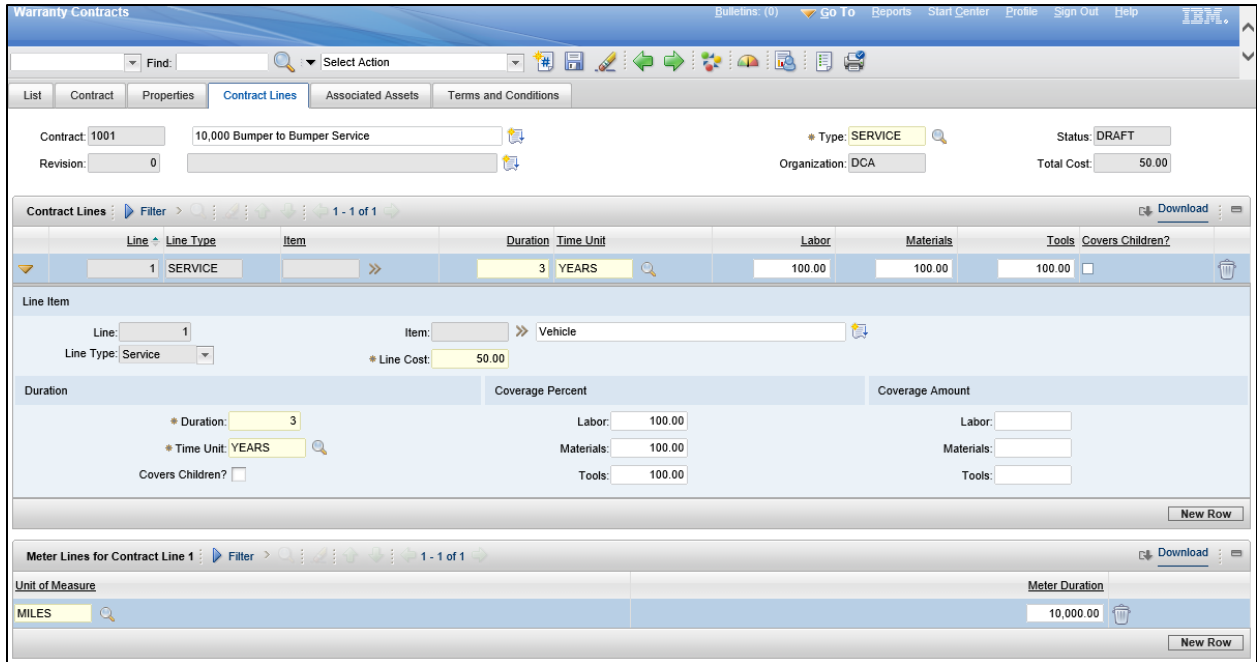 Warranty Contracts Bulletins: (0) Go To Reports Start Center Profile Sign Out Help IBM.
Find: Select Action
List Contract Properties Contract Lines Associated Assets Terms and Conditions
Contract: 1001 10,000 Bumper to Bumper Service * Type: SERVICE Status: DRAFT
Revision: 0 Organization: DCA Total Cost: 50.00
Contract Lines Filter > 1 - 1 of 1 Download
Line Line Type Item Duration Time Unit Labor Materials Tools Covers Children?
1 SERVICE 3 YEARS 100.00 100.00 100.00
Line Item
Line: 1 Item: Vehicle
Line Type: Service * Line Cost: 50.00
Duration Coverage Percent Coverage Amount
* Duration: 3 Labor: 100.00 Labor:
* Time Unit: YEARS Materials: 100.00 Materials:
Covers Children? Tools: 100.00 Tools:
New Row
Meter Lines for Contract Line 1 Filter > 1 - 1 of 1 Download
Unit of Measure Meter Duration
MILES 10,000.00
New Row